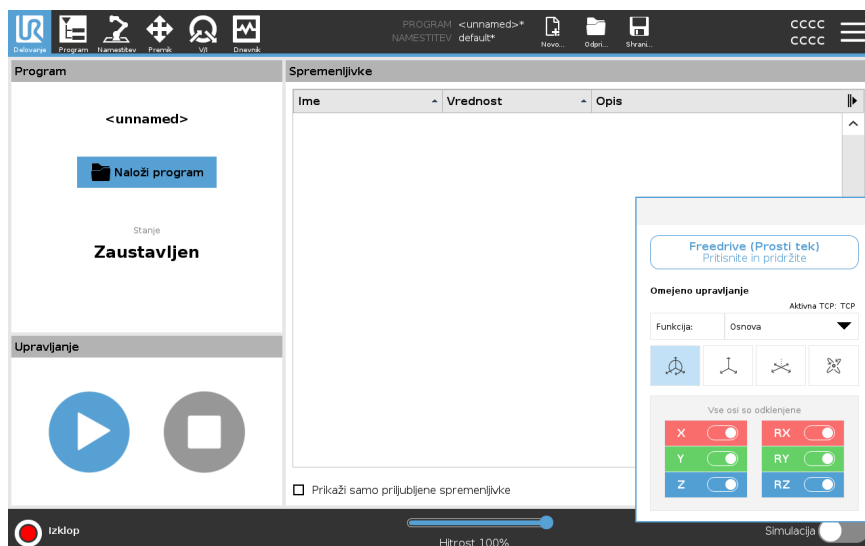 UR
PROGRAM <unnamed>*
NAMESTITEV default*
CCCC
CCCC
Delovanje Program Namestitev Premik V/I Dnevnik Novo... Odpri... Shrani...
Program
<unnamed>
Naloži program
Stanje
Zaustavljen
Upravljanje
Spremenljivke
Ime Vrednost Opis
Prikaži samo priljubljene spremenljivke
Freedrive (Prosti tek)
Pritisnite in pridržite
Omejeno upravljanje
Aktivna TCP: TCP
Funkcija: Osnova
Vse osi so odklenjene
X RX
Y RY
Z RZ
Izklop
Hitrost 100%
Simulacija